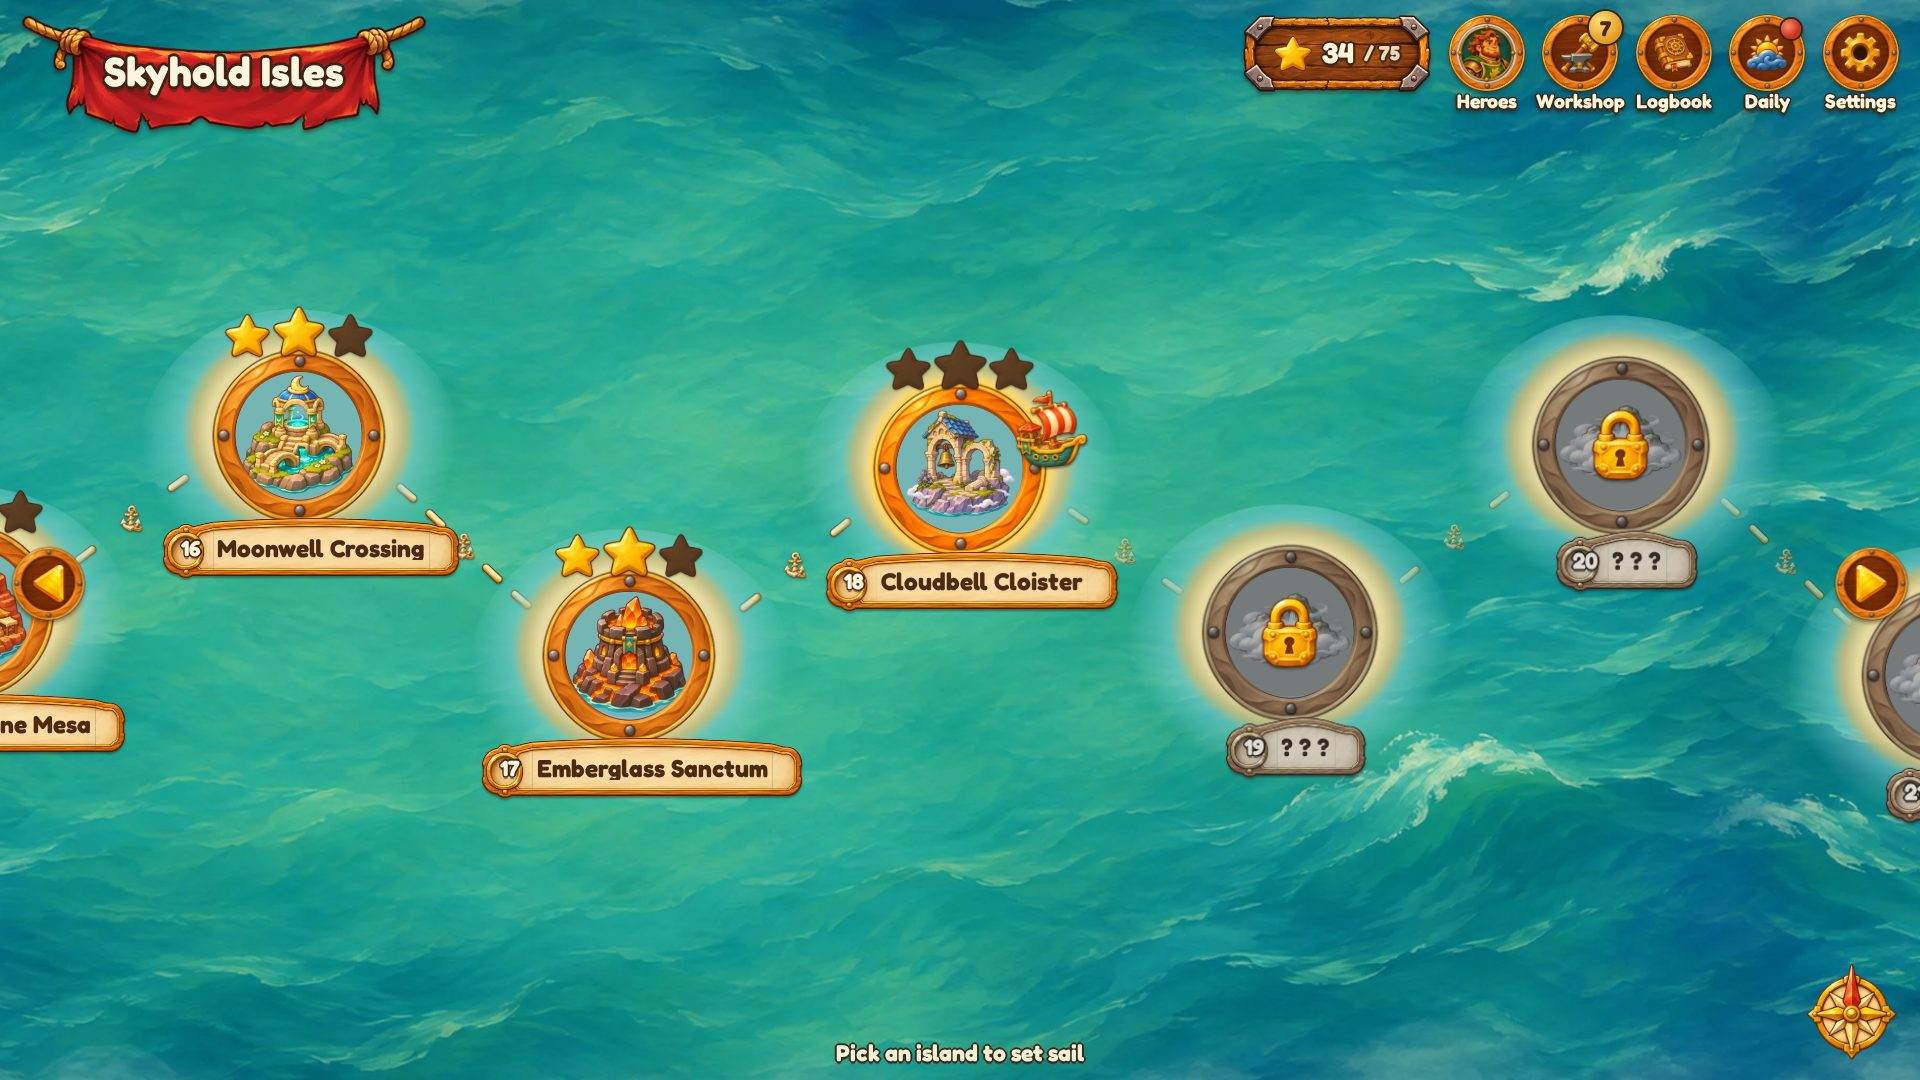 Skyhold Isles
34 / 75
7
Heroes
Workshop
Logbook
Daily
Settings
16 Moonwell Crossing
17 Emberglass Sanctum
18 Cloudbell Cloister
19 ???
20 ???
ne Mesa
Pick an island to set sail